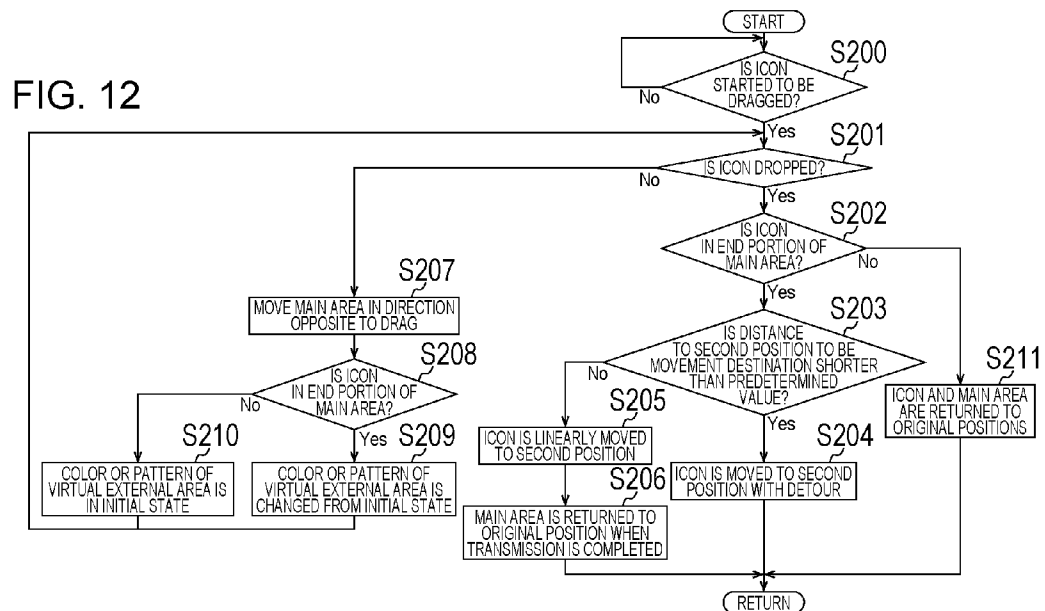 START
S200
FIG. 12
IS ICON
STARTED TO BE
DRAGGED?
No
Yes
S201
IS ICON DROPPED?
No
Yes
S202
IS ICON
IN END PORTION OF
MAIN AREA?
No
Yes
S207
MOVE MAIN AREA IN DIRECTION
OPPOSITE TO DRAG
S203
IS DISTANCE
TO SECOND POSITION TO BE
MOVEMENT DESTINATION SHORTER
THAN PREDETERMINED
VALUE?
No
Yes
S208
IS ICON
IN END PORTION OF
MAIN AREA?
No
Yes
S211
ICON AND MAIN AREA
ARE RETURNED TO
ORIGINAL POSITIONS
S205
ICON IS LINEARLY MOVED
TO SECOND POSITION
S204
ICON IS MOVED TO SECOND
POSITION WITH DETOUR
S210
COLOR OR PATTERN OF
VIRTUAL EXTERNAL AREA IS
IN INITIAL STATE
S209
COLOR OR PATTERN OF
VIRTUAL EXTERNAL AREA IS
CHANGED FROM INITIAL STATE
S206
MAIN AREA IS RETURNED TO
ORIGINAL POSITION WHEN
TRANSMISSION IS COMPLETED
RETURN